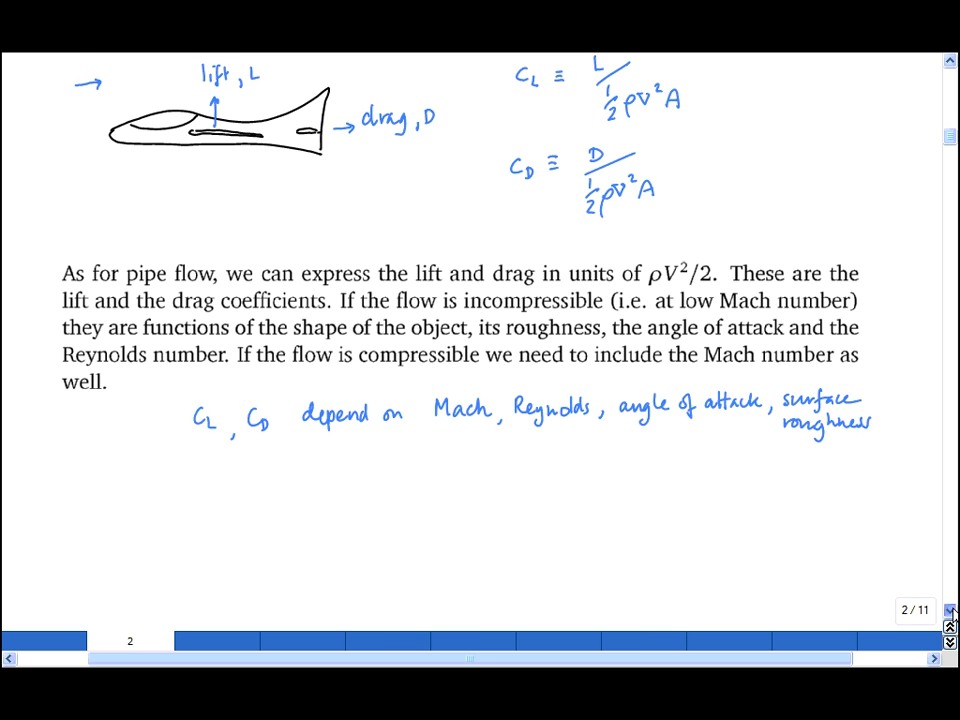 lift, L
drag, D
C_L ≡ L / ½ρV²A
C_D ≡ D / ½ρV²A
As for pipe flow, we can express the lift and drag in units of ρV²/2. These are the
lift and the drag coefficients. If the flow is incompressible (i.e. at low Mach number)
they are functions of the shape of the object, its roughness, the angle of attack and the
Reynolds number. If the flow is compressible we need to include the Mach number as
well.
C_L, C_D depend on Mach, Reynolds, angle of attack, surface
roughness
2 / 11
2